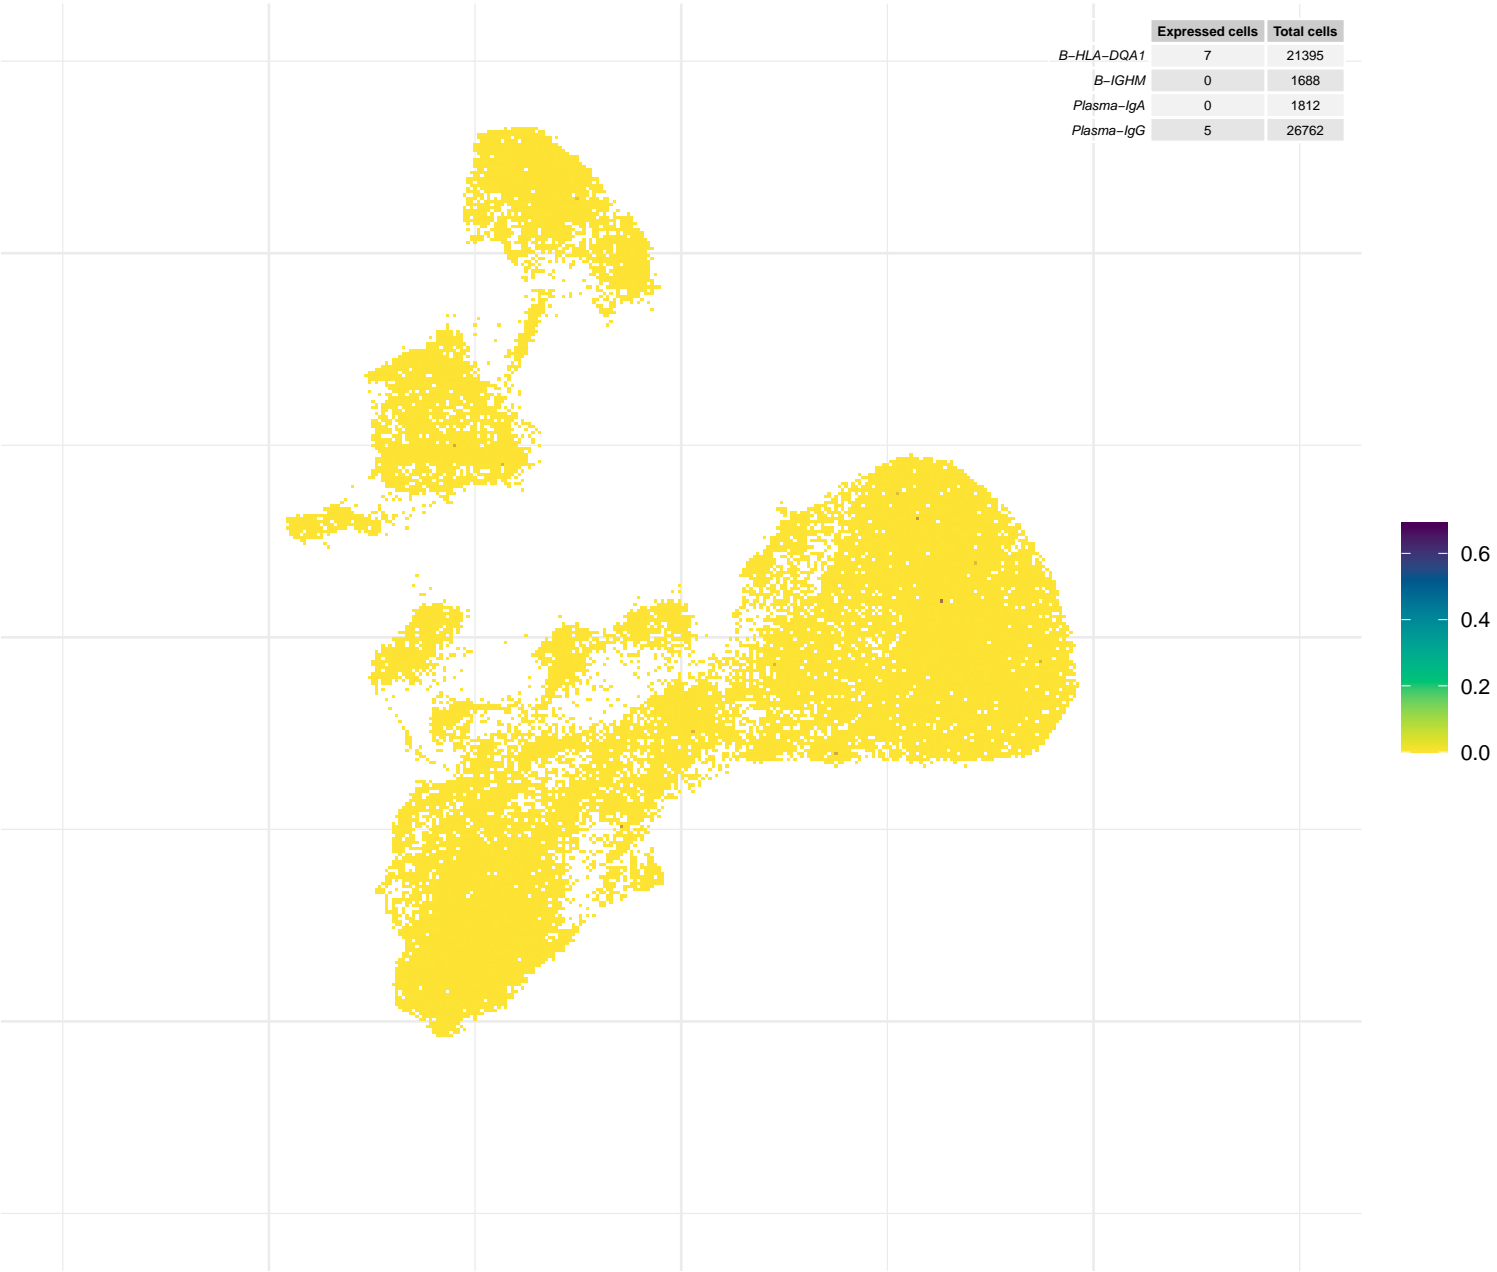 Expressed cells Total cells
B−HLA−DQA1 7 21395
B−IGHM 0 1688
Plasma−IgA 0 1812
Plasma−IgG 5 26762
0.6
0.4
0.2
0.0